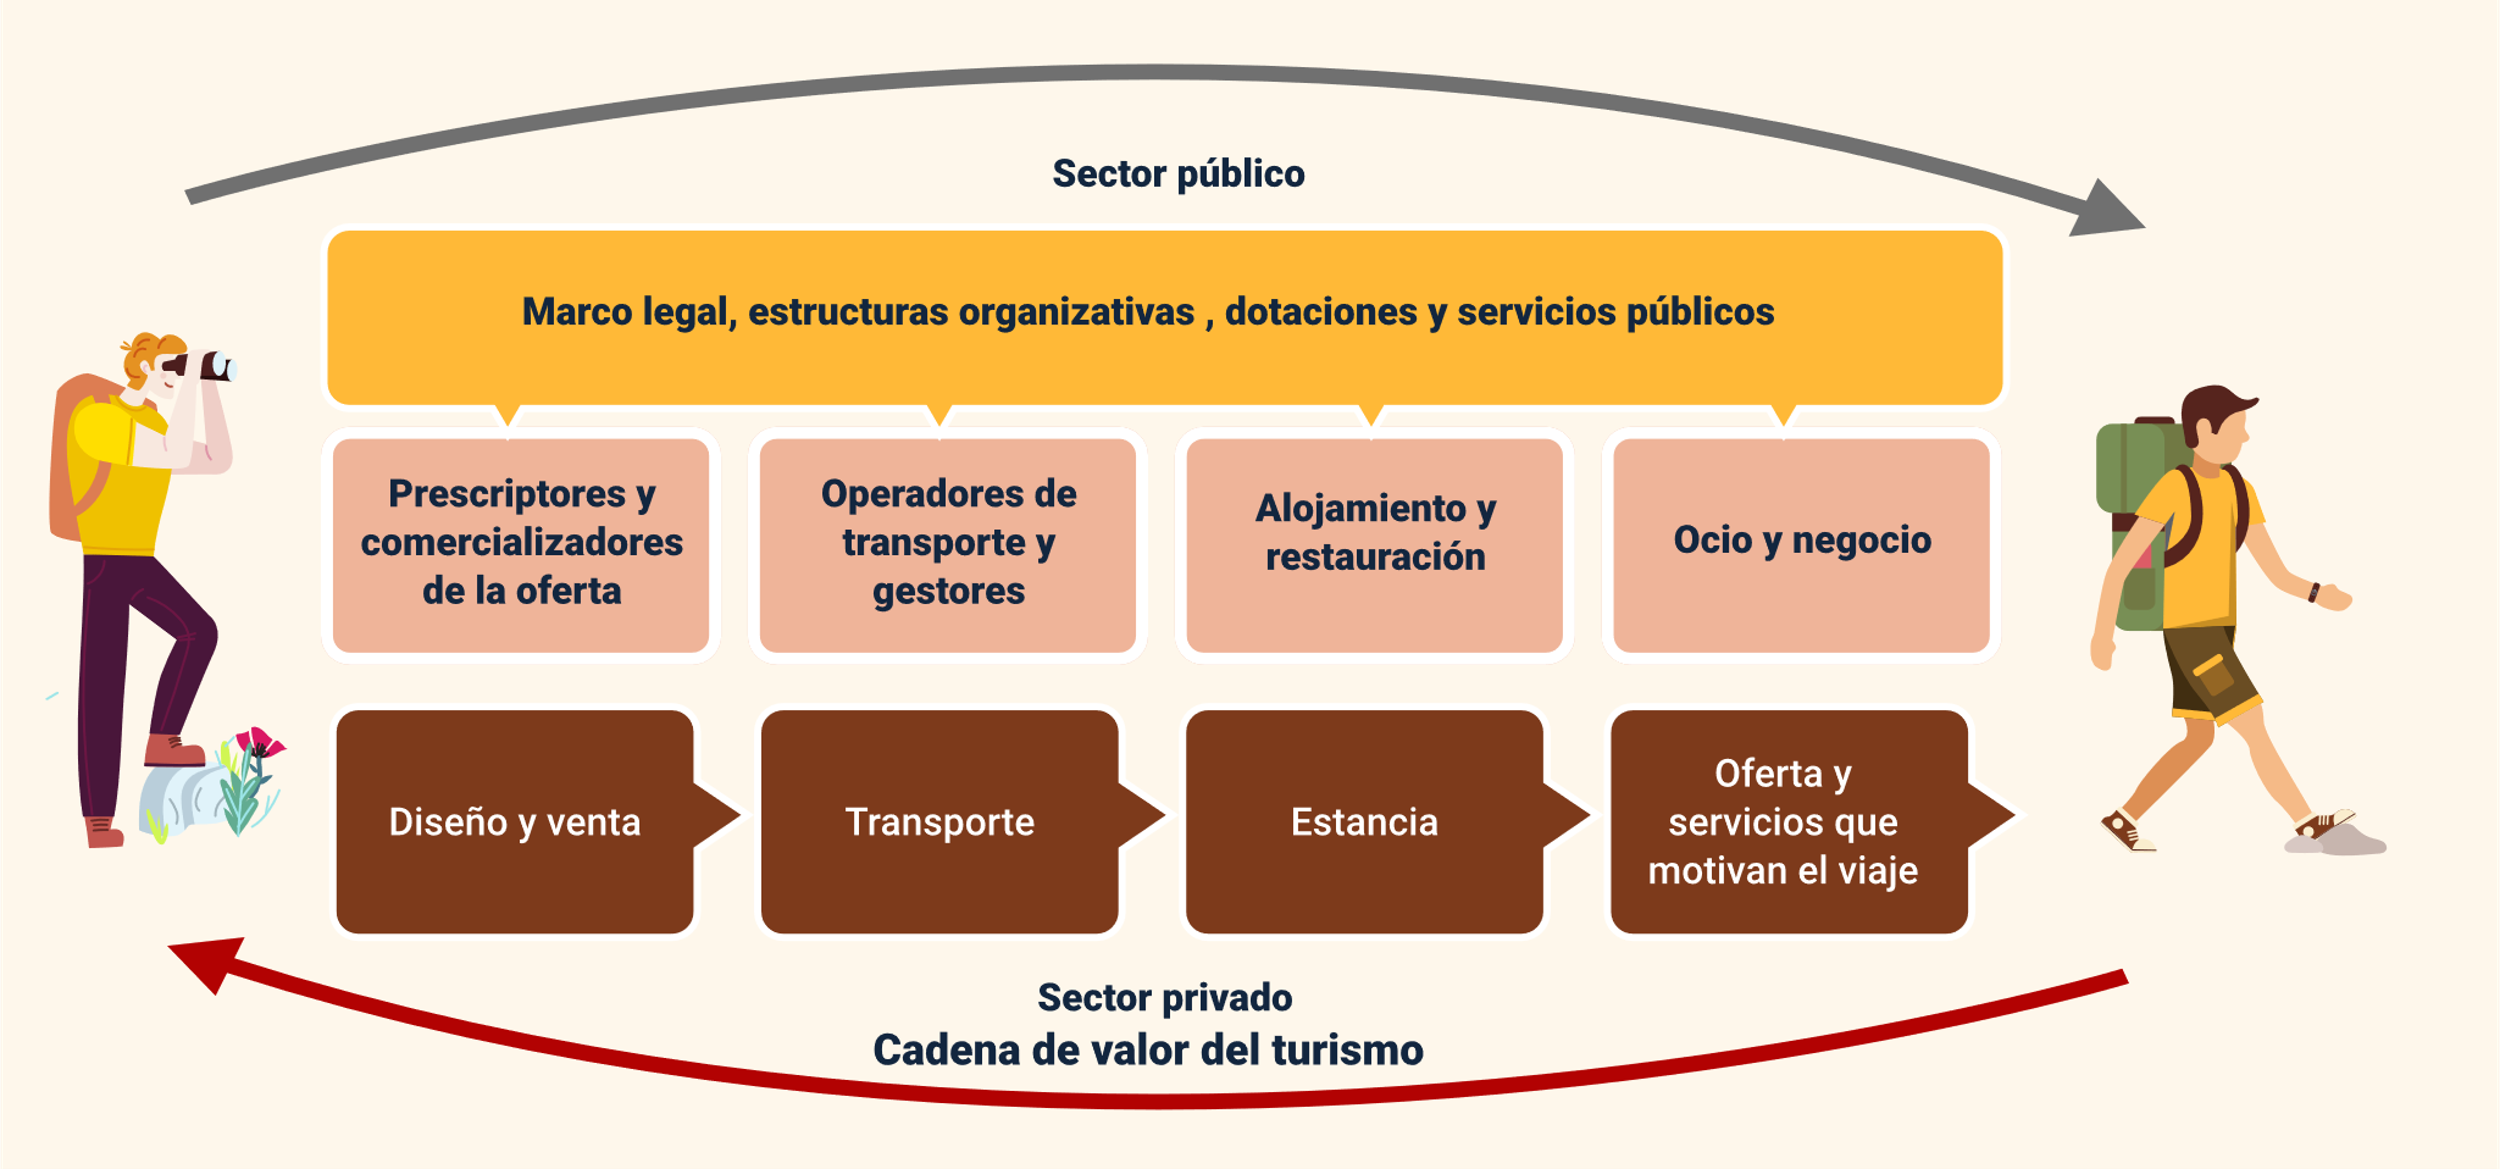 Sector público
Marco legal, estructuras organizativas , dotaciones y servicios públicos
Prescriptores y
comercializadores
de la oferta
Operadores de
transporte y
gestores
Alojamiento y
restauración
Ocio y negocio
Diseño y venta
Transporte
Estancia
Oferta y
servicios que
motivan el viaje
Sector privado
Cadena de valor del turismo